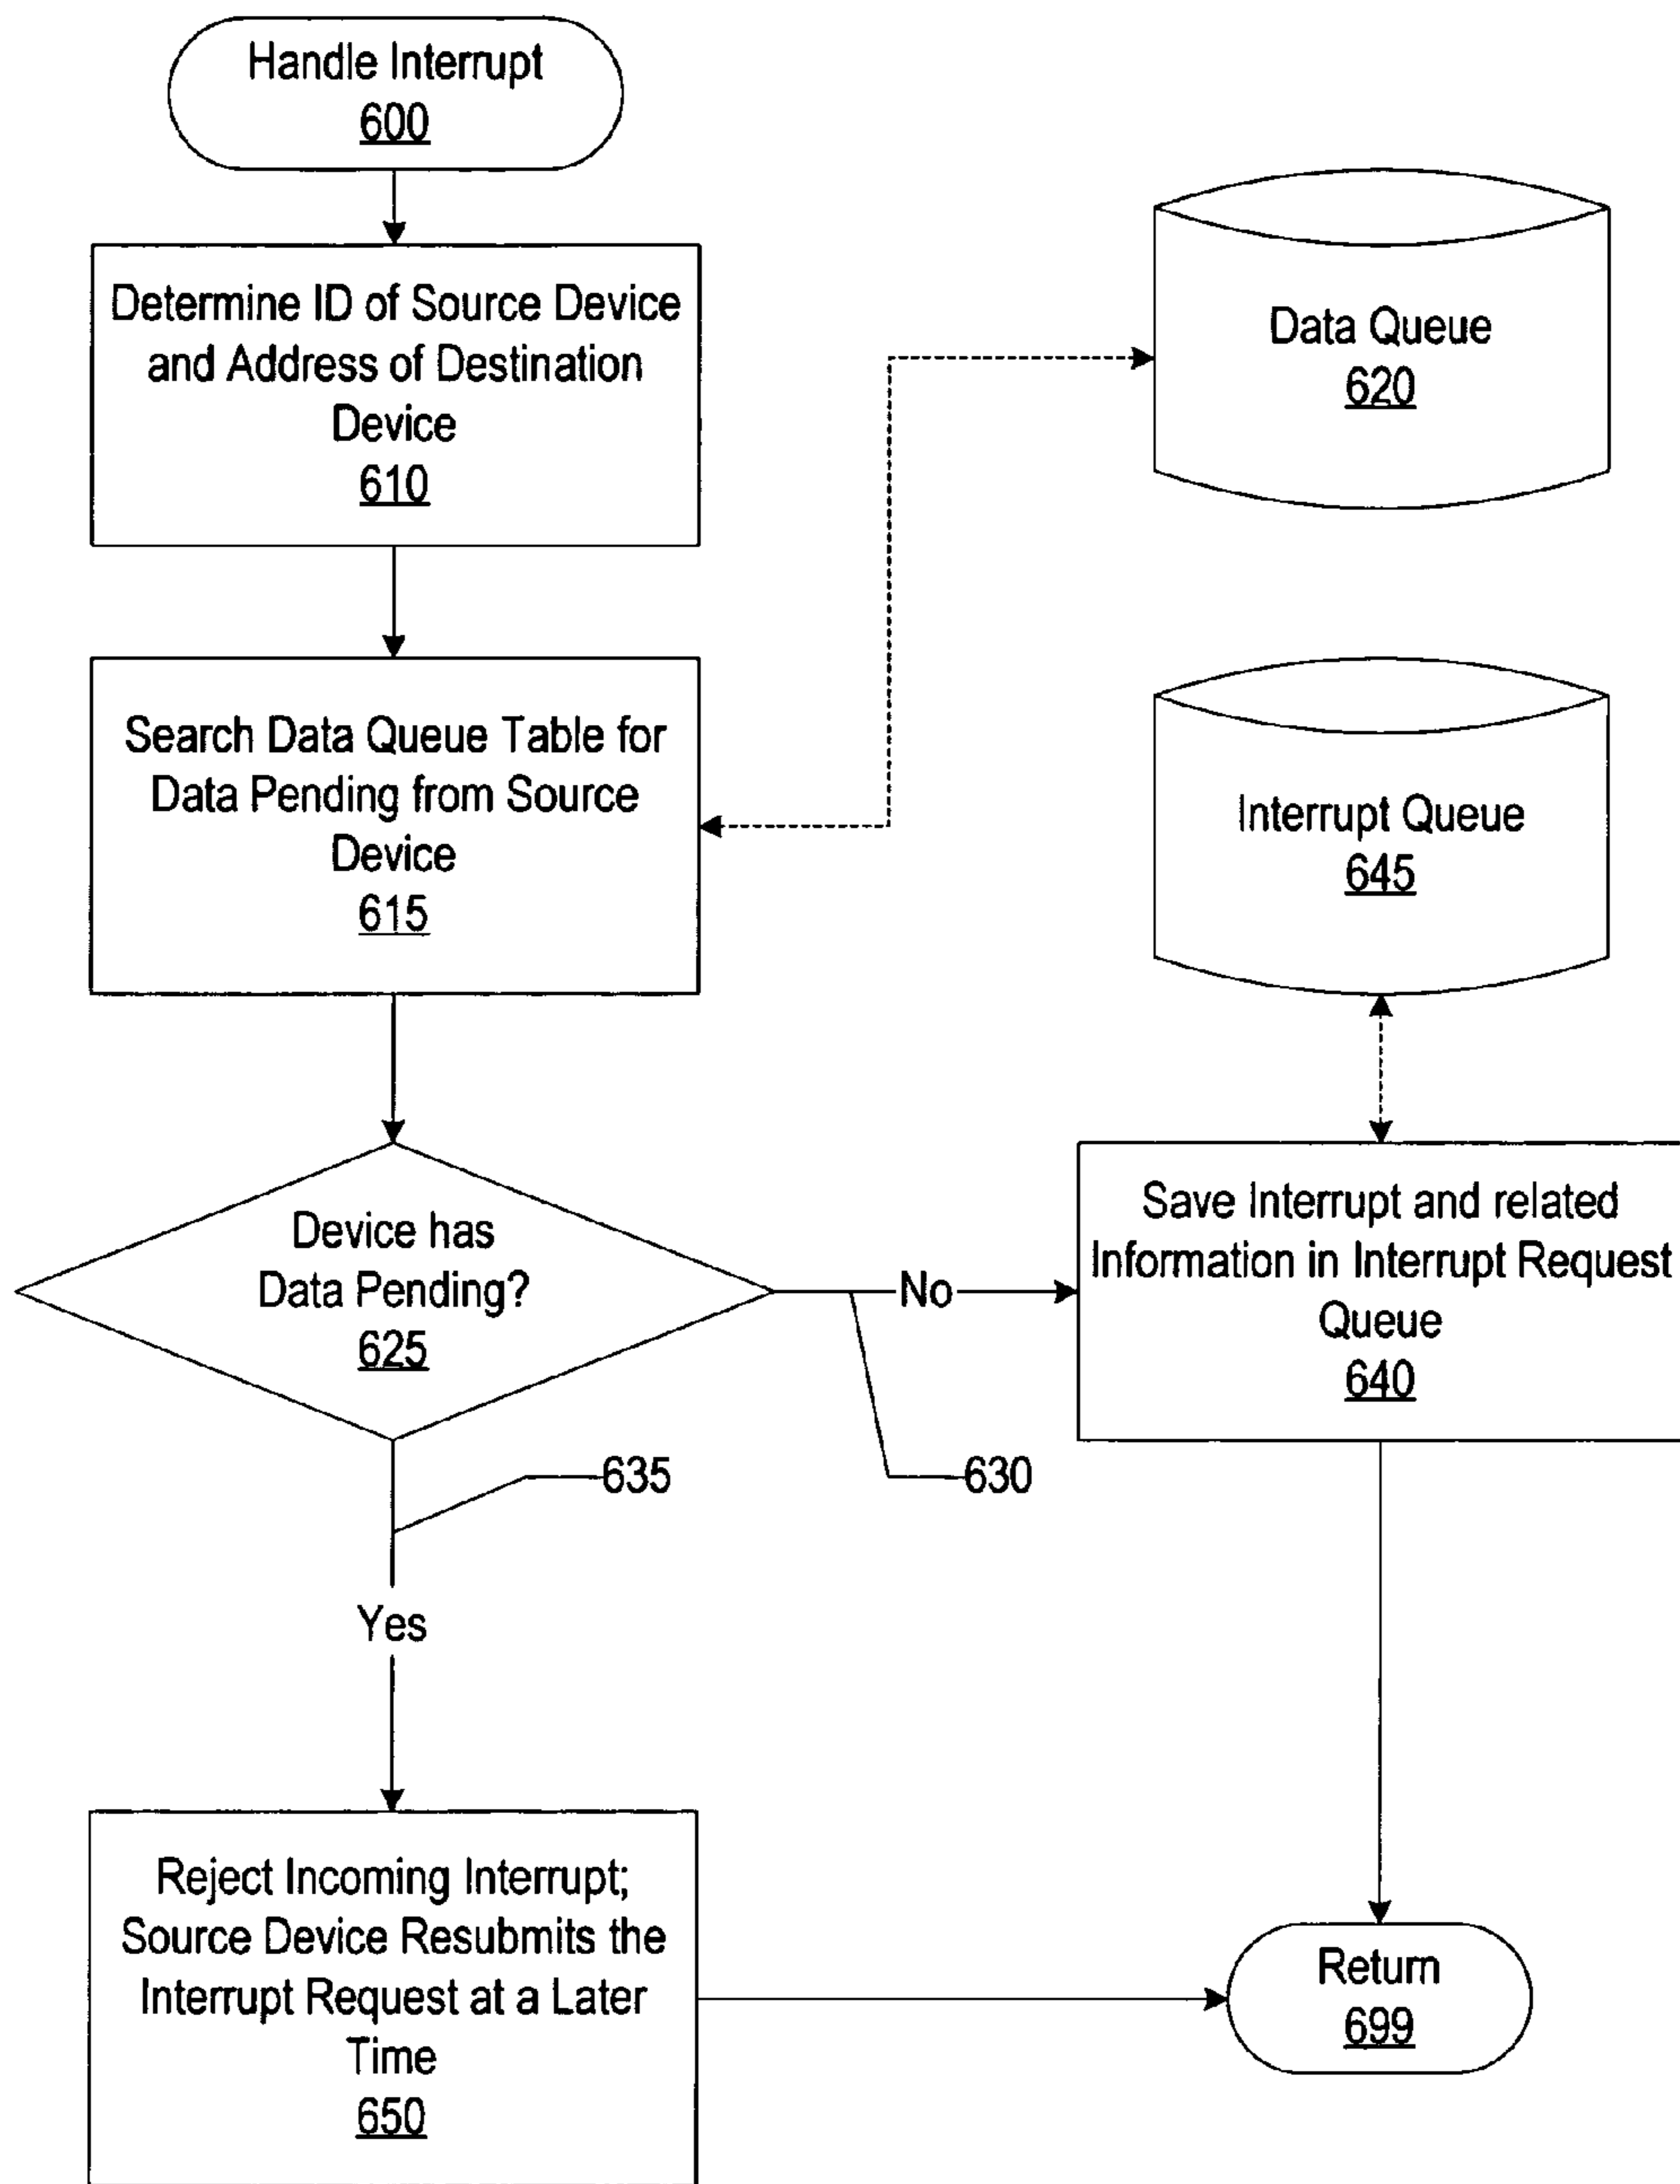 Handle Interrupt
600
Determine ID of Source Device
and Address of Destination
Device
610
Data Queue
620
Search Data Queue Table for
Data Pending from Source
Device
615
Interrupt Queue
645
Device has
Data Pending?
625
No
Save Interrupt and related
Information in Interrupt Request
Queue
640
635
630
Yes
Reject Incoming Interrupt;
Source Device Resubmits the
Interrupt Request at a Later
Time
650
Return
699